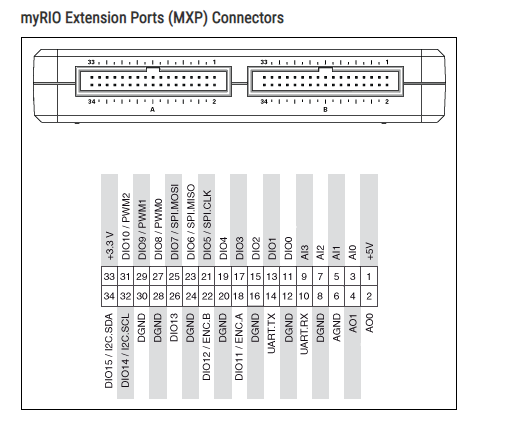 myRIO Extension Ports (MXP) Connectors
33 1 33 1
34 2 34 2
A B
+3.3 V
DIO10 / PWM2
DIO9 / PWM1
DIO8 / PWM0
DIO7 / SPI.MOSI
DIO6 / SPI.MISO
DIO5 / SPI.CLK
DIO4
DIO3
DIO2
DIO1
DIO0
AI3
AI2
AI1
AI0
+5V
33 31 29 27 25 23 21 19 17 15 13 11 9 7 5 3 1
34 32 30 28 26 24 22 20 18 16 14 12 10 8 6 4 2
DIO15 / I2C.SDA
DIO14 / I2C.SCL
DGND
DGND
DIO13
DGND
DIO12 / ENC.B
DGND
DIO11 / ENC.A
DGND
UART.TX
DGND
UART.RX
DGND
AGND
AO1
AO0